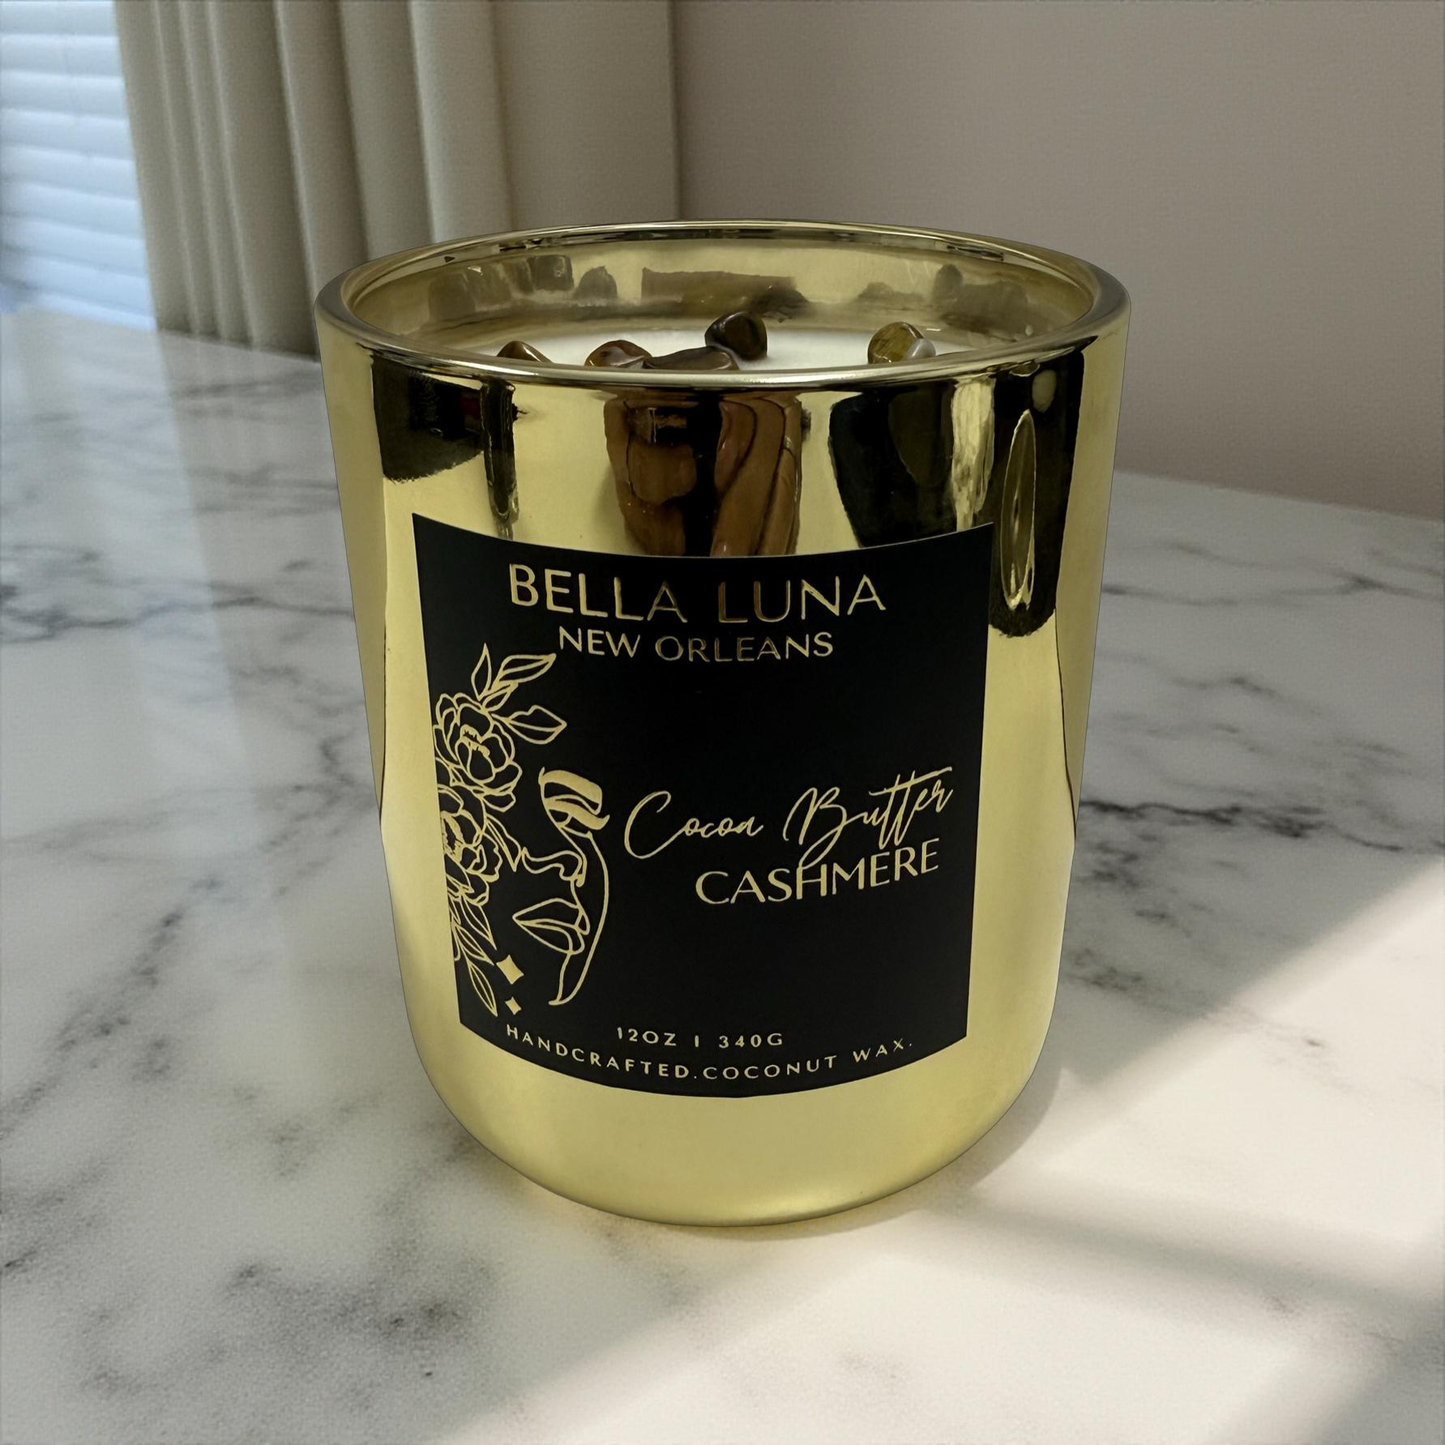 BELLA LUNA
NEW ORLEANS
Cocoa Butter
CASHMERE
12OZ | 340G
HANDCRAFTED.COCONUT WAX.